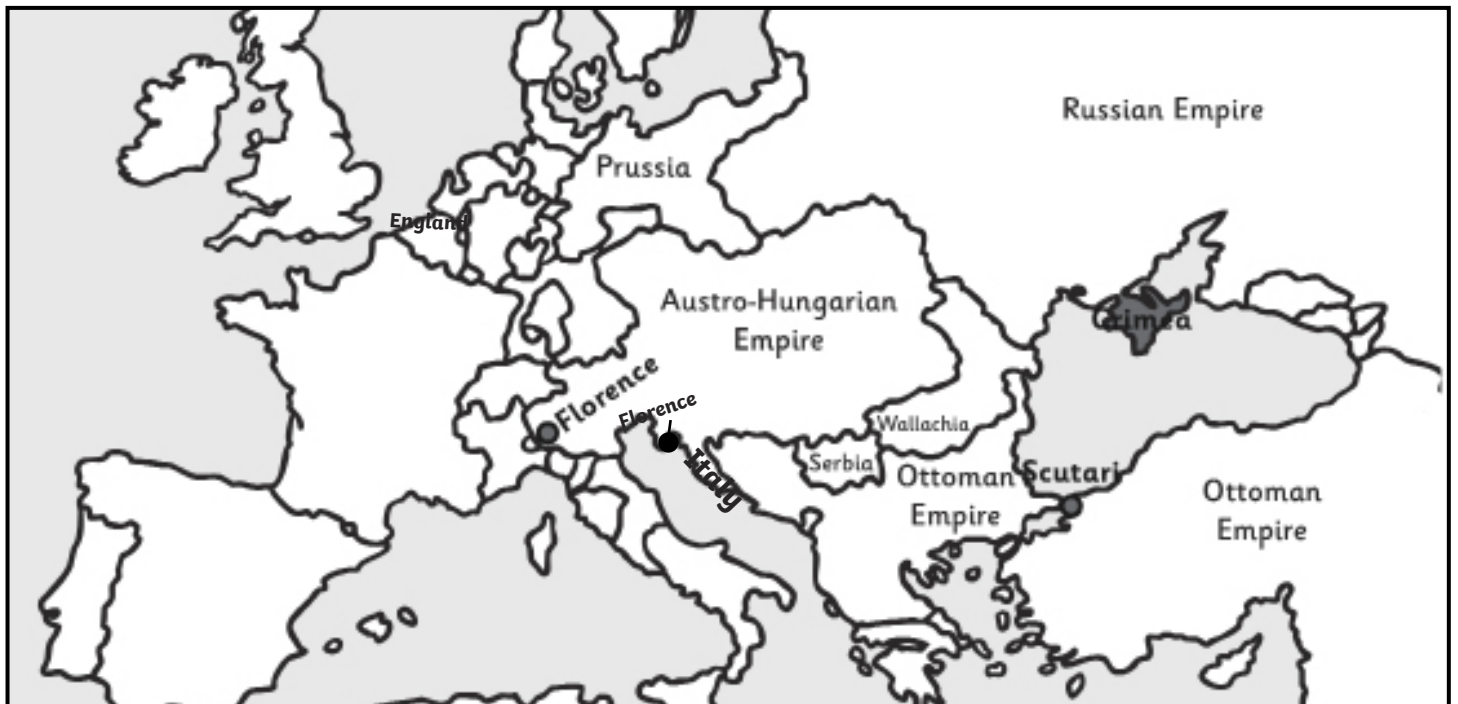 Russian Empire
Prussia
England
Austro-Hungarian
Empire
Crimea
Florence
Florence
Italy
Wallachia
Serbia
Ottoman
Empire
Scutari
Ottoman
Empire